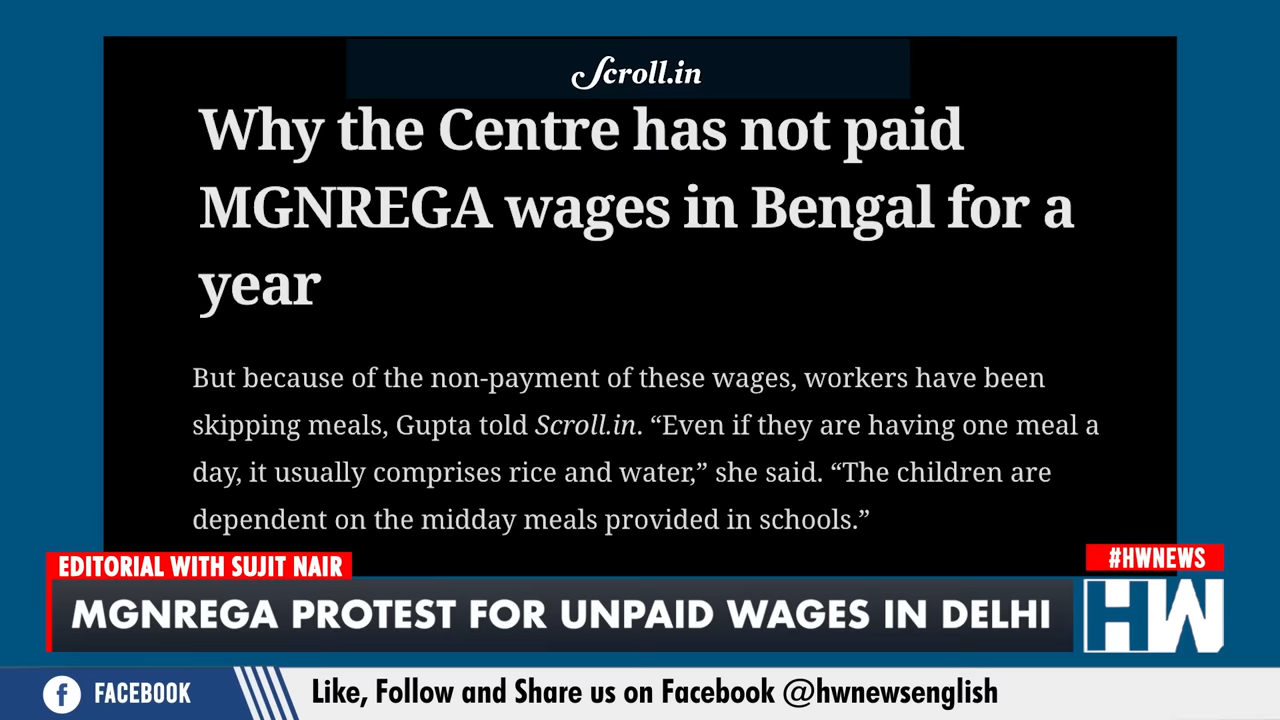 Scroll.in
Why the Centre has not paid
MGNREGA wages in Bengal for a
year
But because of the non-payment of these wages, workers have been
skipping meals, Gupta told Scroll.in. “Even if they are having one meal a
day, it usually comprises rice and water,” she said. “The children are
dependent on the midday meals provided in schools.”
EDITORIAL WITH SUJIT NAIR
#HWNEWS
MGNREGA PROTEST FOR UNPAID WAGES IN DELHI
HW
f FACEBOOK
Like, Follow and Share us on Facebook @hwnewsenglish